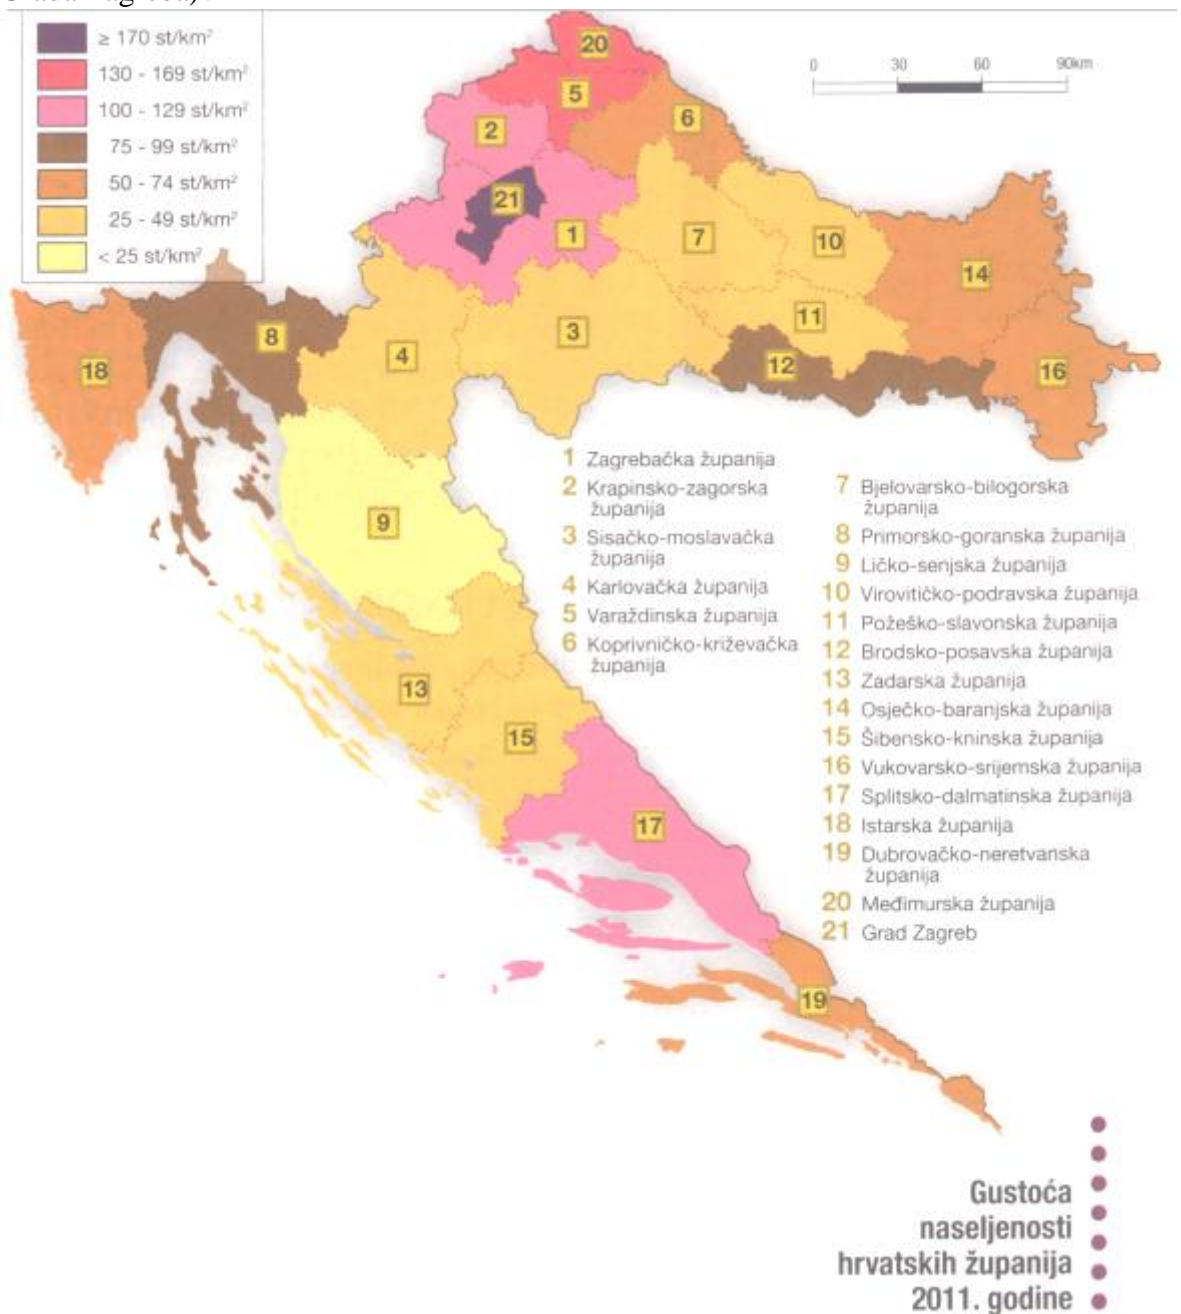 ≥ 170 st/km²
130 - 169 st/km²
100 - 129 st/km²
75 - 99 st/km²
50 - 74 st/km²
25 - 49 st/km²
< 25 st/km²
0 30 60 90km
20
5
6
2
21
1
7
10
14
8
3
11
4
12
18
16
9
13
15
17
19
1 Zagrebačka županija
2 Krapinsko-zagorska
županija
3 Sisačko-moslavačka
županija
4 Karlovačka županija
5 Varaždinska županija
6 Koprivničko-križevačka
županija
7 Bjelovarsko-bilogorska
županija
8 Primorsko-goranska županija
9 Ličko-senjska županija
10 Virovitičko-podravska županija
11 Požeško-slavonska županija
12 Brodsko-posavska županija
13 Zadarska županija
14 Osječko-baranjska županija
15 Šibensko-kninska županija
16 Vukovarsko-srijemska županija
17 Splitsko-dalmatinska županija
18 Istarska županija
19 Dubrovačko-neretvanska
županija
20 Međimurska županija
21 Grad Zagreb
Gustoća
naseljenosti
hrvatskih županija
2011. godine